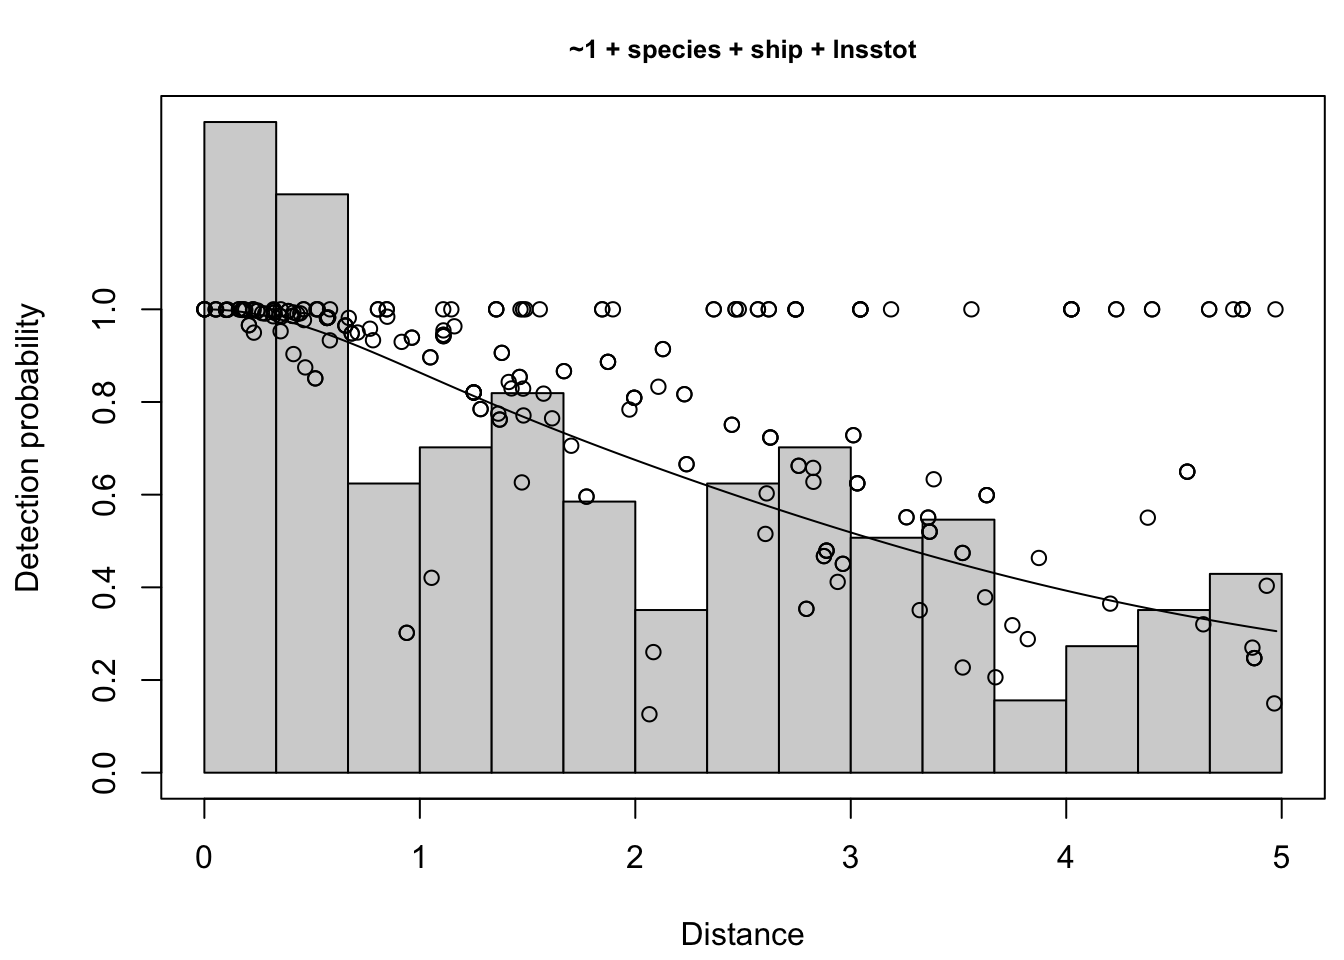 ~1 + species + ship + lnsstot
Detection probability
1.0
0.8
0.6
0.4
0.2
0.0
0 1 2 3 4 5
Distance